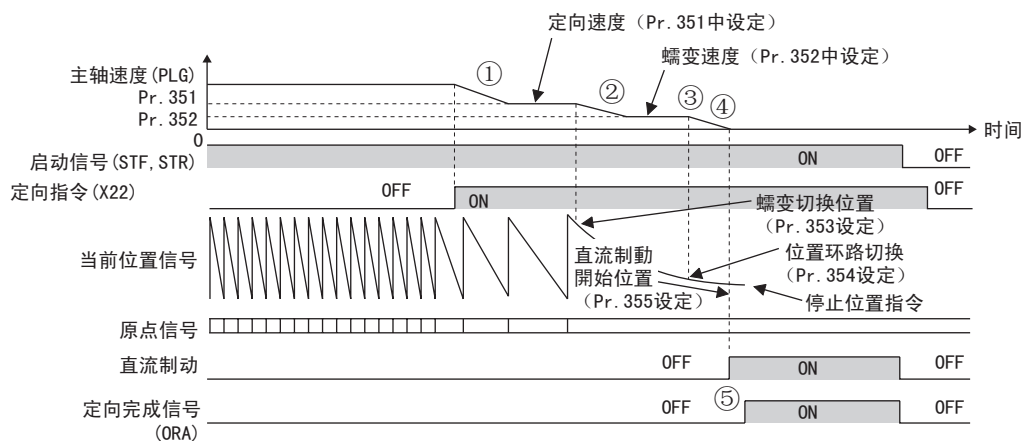 定向速度(Pr.351中设定)
蠕变速度(Pr.352中设定)
主轴速度(PLG)
①
②
③
④
Pr.351
Pr.352
0
时间
启动信号(STF,STR)
ON
OFF
定向指令(X22)
OFF
ON
OFF
蠕变切换位置
(Pr.353设定)
当前位置信号
直流制動
開始位置
(Pr.355设定)
位置环路切换
(Pr.354设定)
停止位置指令
原点信号
直流制动
OFF
ON
OFF
定向完成信号
(ORA)
OFF
⑤
ON
OFF